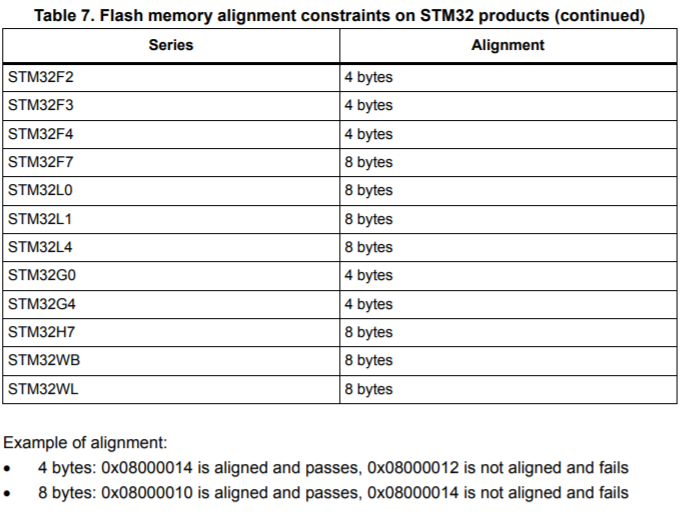 Table 7. Flash memory alignment constraints on STM32 products (continued)
Series Alignment
STM32F2 4 bytes
STM32F3 4 bytes
STM32F4 4 bytes
STM32F7 8 bytes
STM32L0 8 bytes
STM32L1 8 bytes
STM32L4 8 bytes
STM32G0 4 bytes
STM32G4 4 bytes
STM32H7 8 bytes
STM32WB 8 bytes
STM32WL 8 bytes
Example of alignment:
• 4 bytes: 0x08000014 is aligned and passes, 0x08000012 is not aligned and fails
• 8 bytes: 0x08000010 is aligned and passes, 0x08000014 is not aligned and fails